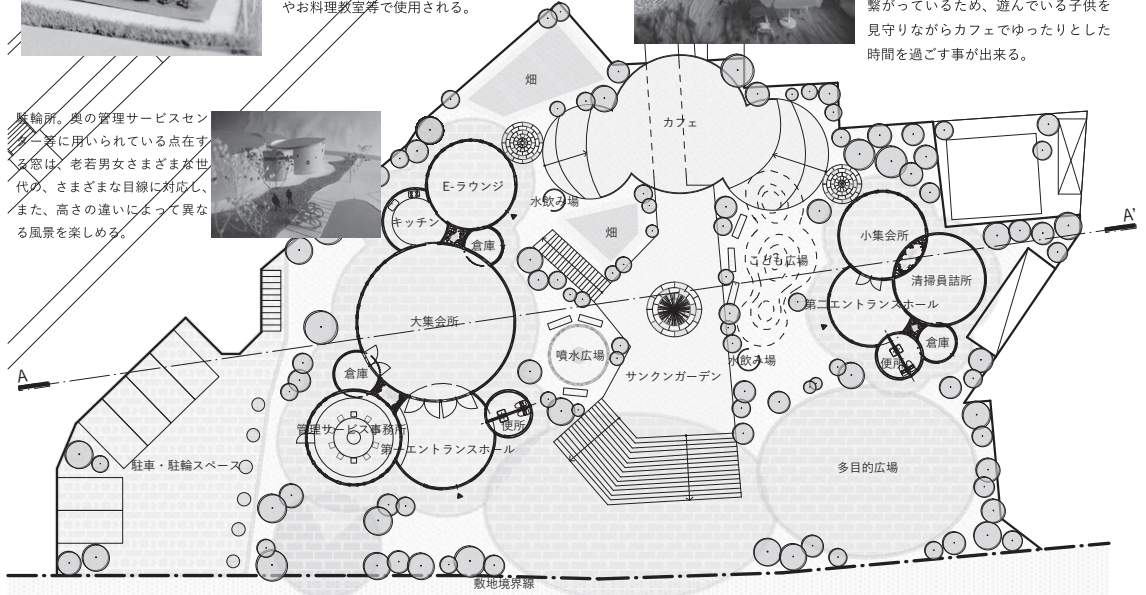 やお料理教室等で使用される。
繋がっているため、遊んでいる子供を
見守りながらカフェでゆったりとした
時間を過ごす事が出来る。
駐輪所。奥の管理サービスセン
ター等に用いられている点在す
る窓は、老若男女さまざまな世
代の、さまざまな目線に対応し、
また、高さの違いによって異な
る風景を楽しめる。
畑
カフェ
E-ラウンジ
水飲み場
キッチン
倉庫
畑
小集会所
こども広場
清掃員詰所
A'
大集会所
第二エントランスホール
噴水広場
倉庫
水飲み場
便所
A
倉庫
サンクンガーデン
管理サービス事務所
便所
第一エントランスホール
駐車・駐輪スペース
多目的広場
敷地境界線